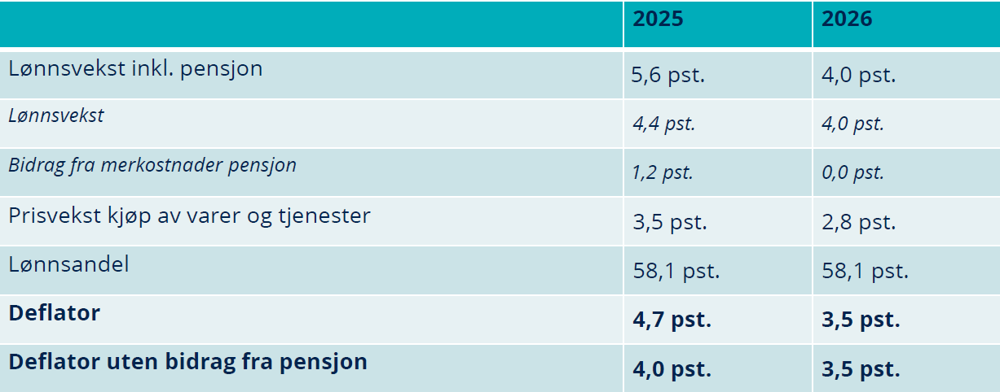 2025 2026
Lønnsvekst inkl. pensjon 5,6 pst. 4,0 pst.
Lønnsvekst 4,4 pst. 4,0 pst.
Bidrag fra merkostnader pensjon 1,2 pst. 0,0 pst.
Prisvekst kjøp av varer og tjenester 3,5 pst. 2,8 pst.
Lønnsandel 58,1 pst. 58,1 pst.
Deflator 4,7 pst. 3,5 pst.
Deflator uten bidrag fra pensjon 4,0 pst. 3,5 pst.